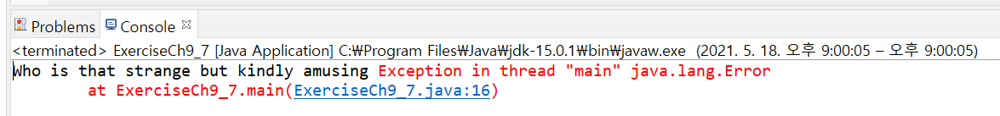 Problems Console
<terminated> ExerciseCh9_7 [Java Application] C:₩Program Files₩Java₩jdk-15.0.1₩bin₩javaw.exe (2021. 5. 18. 오후 9:00:05 – 오후 9:00:05)
Who is that strange but kindly amusing Exception in thread "main" java.lang.Error
at ExerciseCh9_7.main(ExerciseCh9_7.java:16)